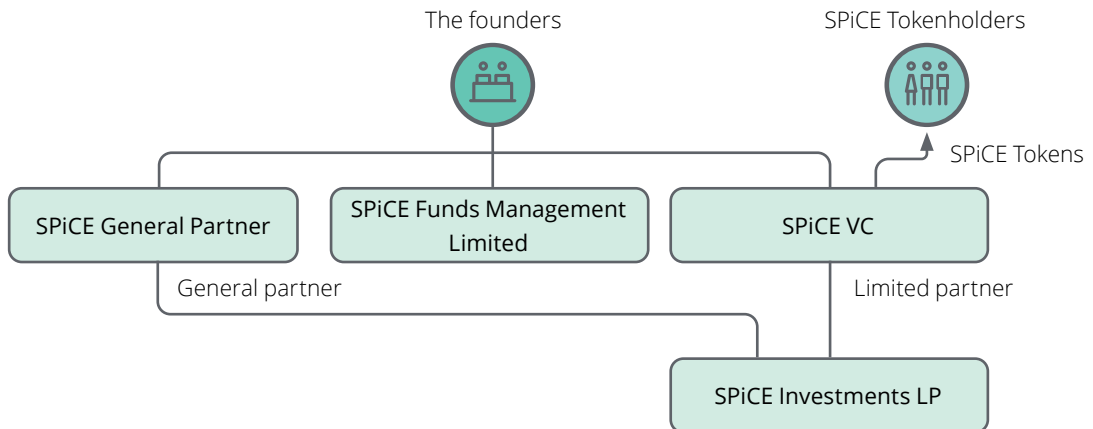 The founders
SPiCE Tokenholders
SPiCE Tokens
SPiCE General Partner
SPiCE Funds Management
Limited
SPiCE VC
General partner
Limited partner
SPiCE Investments LP